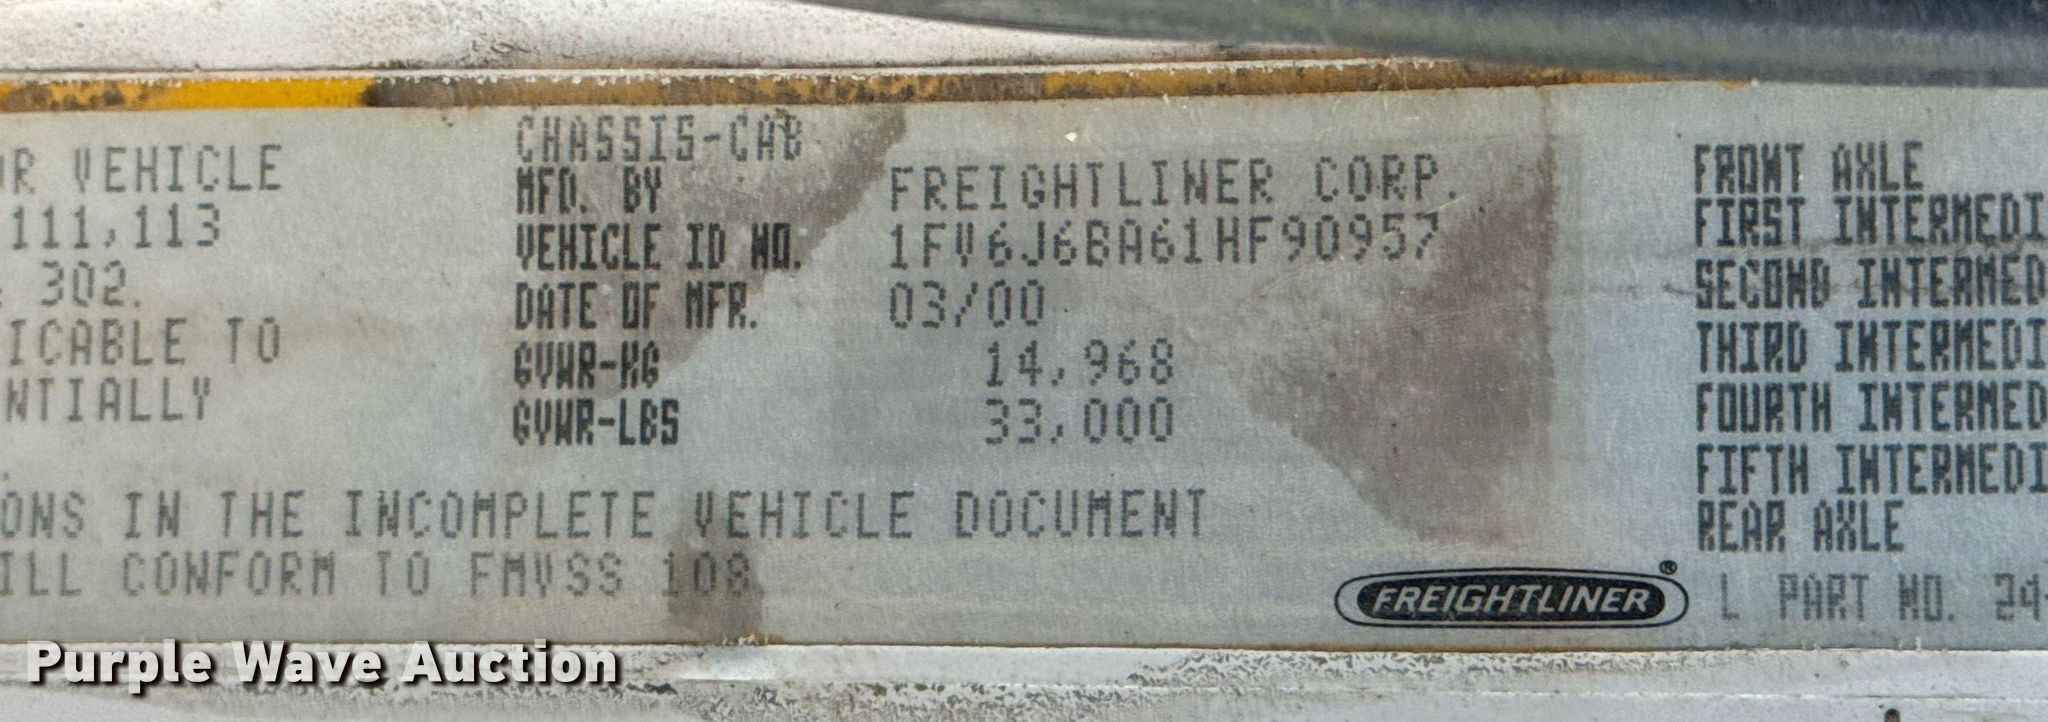 OR VEHICLE
111,113
302.
ICABLE TO
NTIALLY
CHASSIS-CAB
MFD. BY FREIGHTLINER CORP.
VEHICLE ID NO. 1FV6J6BA61HF90957
DATE OF MFR. 03/00
GVWR-KG 14,968
GVWR-LBS 33,000
ONS IN THE INCOMPLETE VEHICLE DOCUMENT
ILL CONFORM TO FMVSS 108
FREIGHTLINER®
FRONT AXLE
FIRST INTERMEDI
SECOND INTERMED
THIRD INTERMEDI
FOURTH INTERMED
FIFTH INTERMEDI
REAR AXLE
L PART NO. 24
Purple Wave Auction